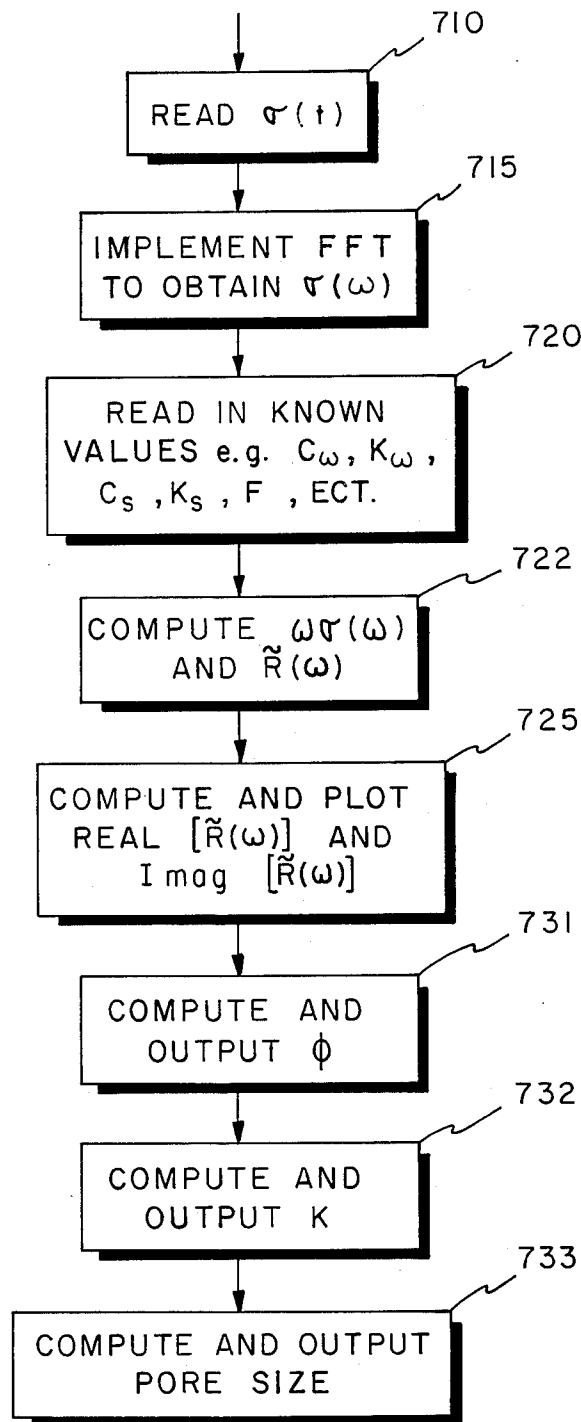 710
READ σ(t)
715
IMPLEMENT FFT
TO OBTAIN σ(ω)
720
READ IN KNOWN
VALUES e.g. Cω, Kω,
Cs, Ks, F, ECT.
722
COMPUTE ωσ(ω)
AND R̃(ω)
725
COMPUTE AND PLOT
REAL [R̃(ω)] AND
Imag [R̃(ω)]
731
COMPUTE AND
OUTPUT ϕ
732
COMPUTE AND
OUTPUT K
733
COMPUTE AND OUTPUT
PORE SIZE